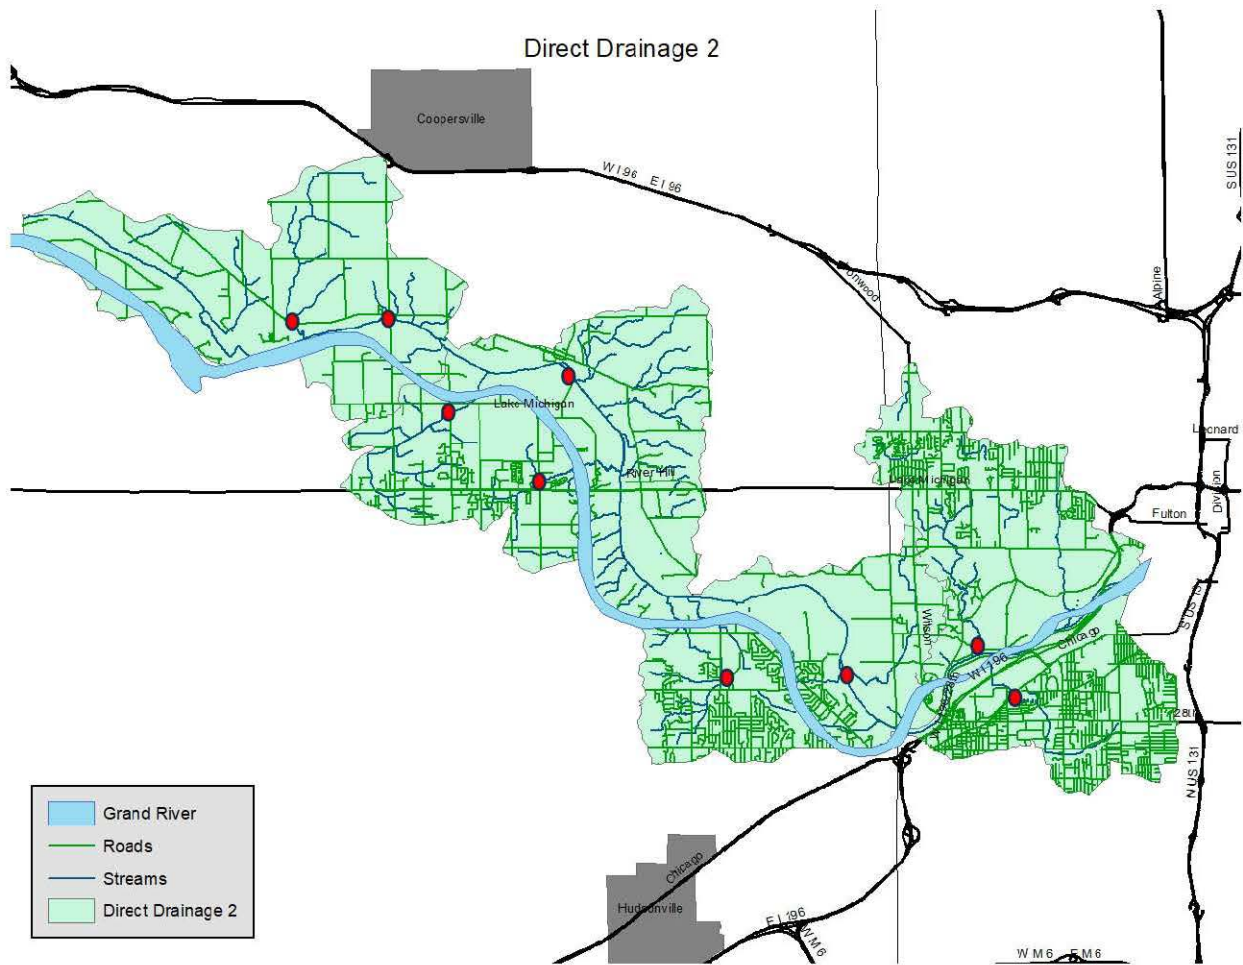 Direct Drainage 2
Coopersville
W I 96 E I 96
S US 131
Alpine
Leonard
Lake Michigan
River Hill
Lake Michigan
Division
Fulton
Wilson
Chicago
W I 196
28th
28th
N US 131
Chicago
Hudsonville
E I 196
W M 6
W M 6 E M 6
Grand River
Roads
Streams
Direct Drainage 2